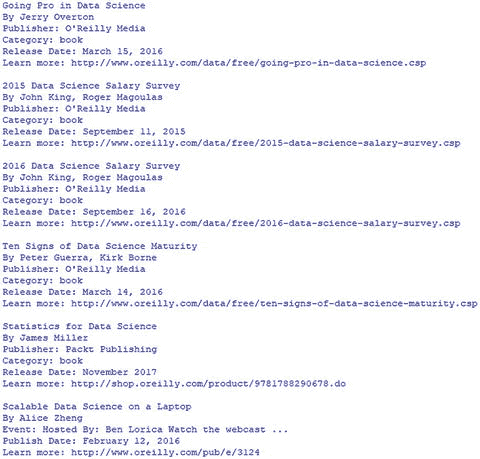 Going Pro in Data Science
By Jerry Overton
Publisher: O'Reilly Media
Category: book
Release Date: March 15, 2016
Learn more: http://www.oreilly.com/data/free/going-pro-in-data-science.csp
2015 Data Science Salary Survey
By John King, Roger Magoulas
Publisher: O'Reilly Media
Category: book
Release Date: September 11, 2015
Learn more: http://www.oreilly.com/data/free/2015-data-science-salary-survey.csp
2016 Data Science Salary Survey
By John King, Roger Magoulas
Publisher: O'Reilly Media
Category: book
Release Date: September 16, 2016
Learn more: http://www.oreilly.com/data/free/2016-data-science-salary-survey.csp
Ten Signs of Data Science Maturity
By Peter Guerra, Kirk Borne
Publisher: O'Reilly Media
Category: book
Release Date: March 14, 2016
Learn more: http://www.oreilly.com/data/free/ten-signs-of-data-science-maturity.csp
Statistics for Data Science
By James Miller
Publisher: Packt Publishing
Category: book
Release Date: November 2017
Learn more: http://shop.oreilly.com/product/9781788290678.do
Scalable Data Science on a Laptop
By Alice Zheng
Event: Hosted By: Ben Lorica Watch the webcast ...
Publish Date: February 12, 2016
Learn more: http://www.oreilly.com/pub/e/3124